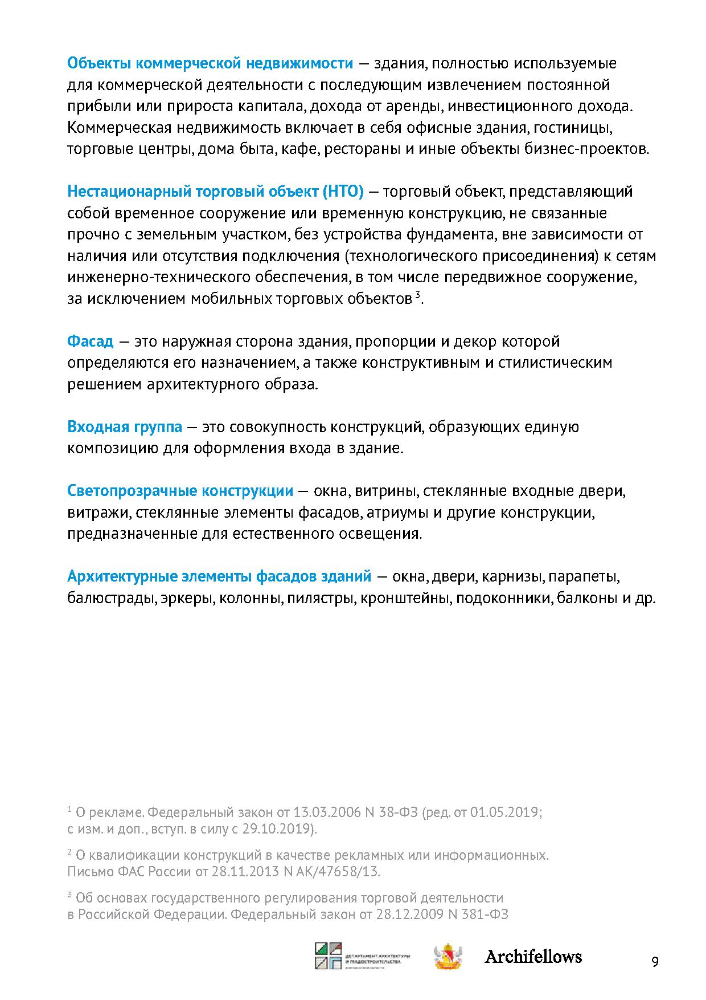 Объекты коммерческой недвижимости — здания, полностью используемые
для коммерческой деятельности с последующим извлечением постоянной
прибыли или прироста капитала, дохода от аренды, инвестиционного дохода.
Коммерческая недвижимость включает в себя офисные здания, гостиницы,
торговые центры, дома быта, кафе, рестораны и иные объекты бизнес-проектов.
Нестационарный торговый объект (НТО) — торговый объект, представляющий
собой временное сооружение или временную конструкцию, не связанные
прочно с земельным участком, без устройства фундамента, вне зависимости от
наличия или отсутствия подключения (технологического присоединения) к сетям
инженерно-технического обеспечения, в том числе передвижное сооружение,
за исключением мобильных торговых объектов ³.
Фасад — это наружная сторона здания, пропорции и декор которой
определяются его назначением, а также конструктивным и стилистическим
решением архитектурного образа.
Входная группа — это совокупность конструкций, образующих единую
композицию для оформления входа в здание.
Светопрозрачные конструкции — окна, витрины, стеклянные входные двери,
витражи, стеклянные элементы фасадов, атриумы и другие конструкции,
предназначенные для естественного освещения.
Архитектурные элементы фасадов зданий — окна, двери, карнизы, парапеты,
балюстрады, эркеры, колонны, пилястры, кронштейны, подоконники, балконы и др.
¹ О рекламе. Федеральный закон от 13.03.2006 N 38-ФЗ (ред. от 01.05.2019;
с изм. и доп., вступ. в силу с 29.10.2019).
² О квалификации конструкций в качестве рекламных или информационных.
Письмо ФАС России от 28.11.2013 N АК/47658/13.
³ Об основах государственного регулирования торговой деятельности
в Российской Федерации. Федеральный закон от 28.12.2009 N 381-ФЗ
ДЕПАРТАМЕНТ АРХИТЕКТУРЫ
И ГРАДОСТРОИТЕЛЬСТВА
ВОРОНЕЖСКОЙ ОБЛАСТИ
Archifellows
9